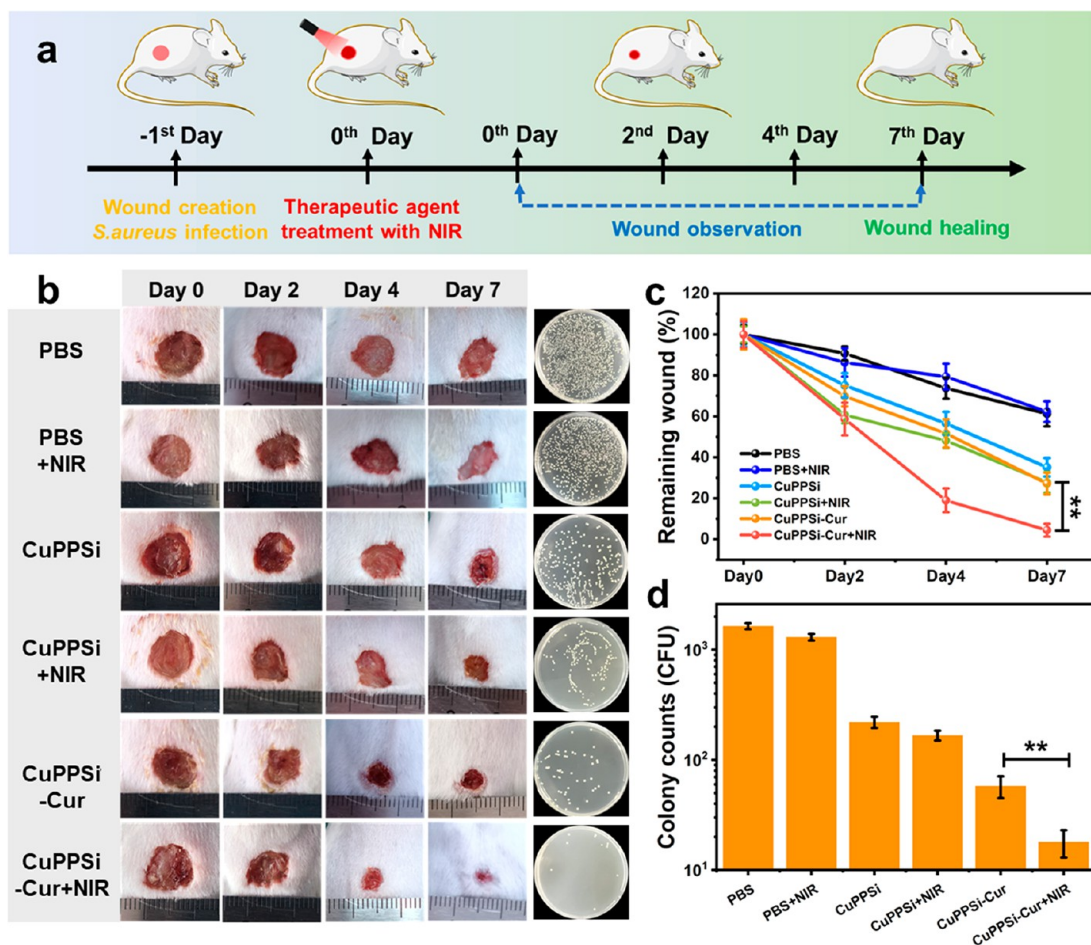 a
-1st Day
0th Day
0th Day
2nd Day
4th Day
7th Day
Wound creation
S.aureus infection
Therapeutic agent
treatment with NIR
Wound observation
Wound healing
b
Day 0
Day 2
Day 4
Day 7
PBS
PBS
+NIR
CuPPSi
CuPPSi
+NIR
CuPPSi
-Cur
CuPPSi
-Cur+NIR
c
Remaining wound (%)
120
100
80
60
40
20
0
PBS
PBS+NIR
CuPPSi
CuPPSi+NIR
CuPPSi-Cur
CuPPSi-Cur+NIR
**
Day0
Day2
Day4
Day7
d
Colony counts (CFU)
10³
10²
10¹
**
PBS
PBS+NIR
CuPPSi
CuPPSi+NIR
CuPPSi-Cur
CuPPSi-Cur+NIR